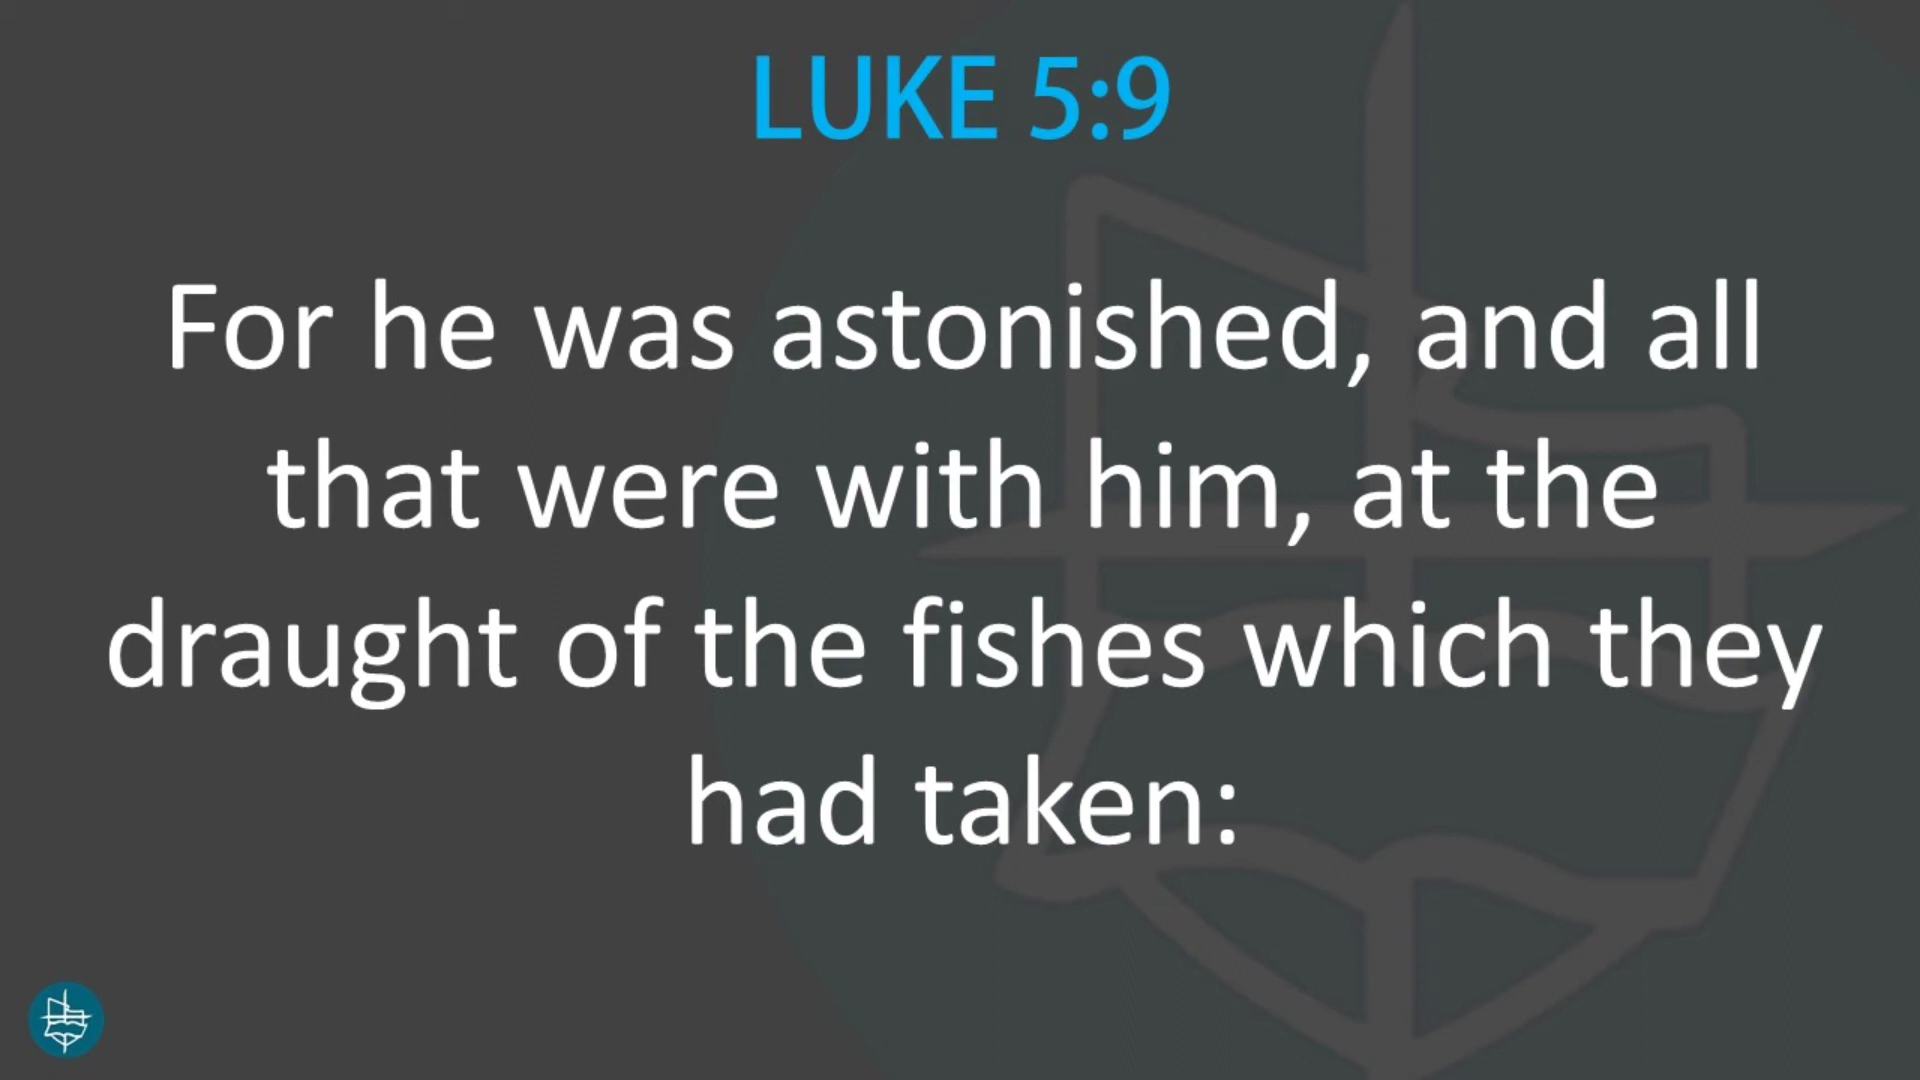 LUKE 5:9
For he was astonished, and all
that were with him, at the
draught of the fishes which they
had taken: